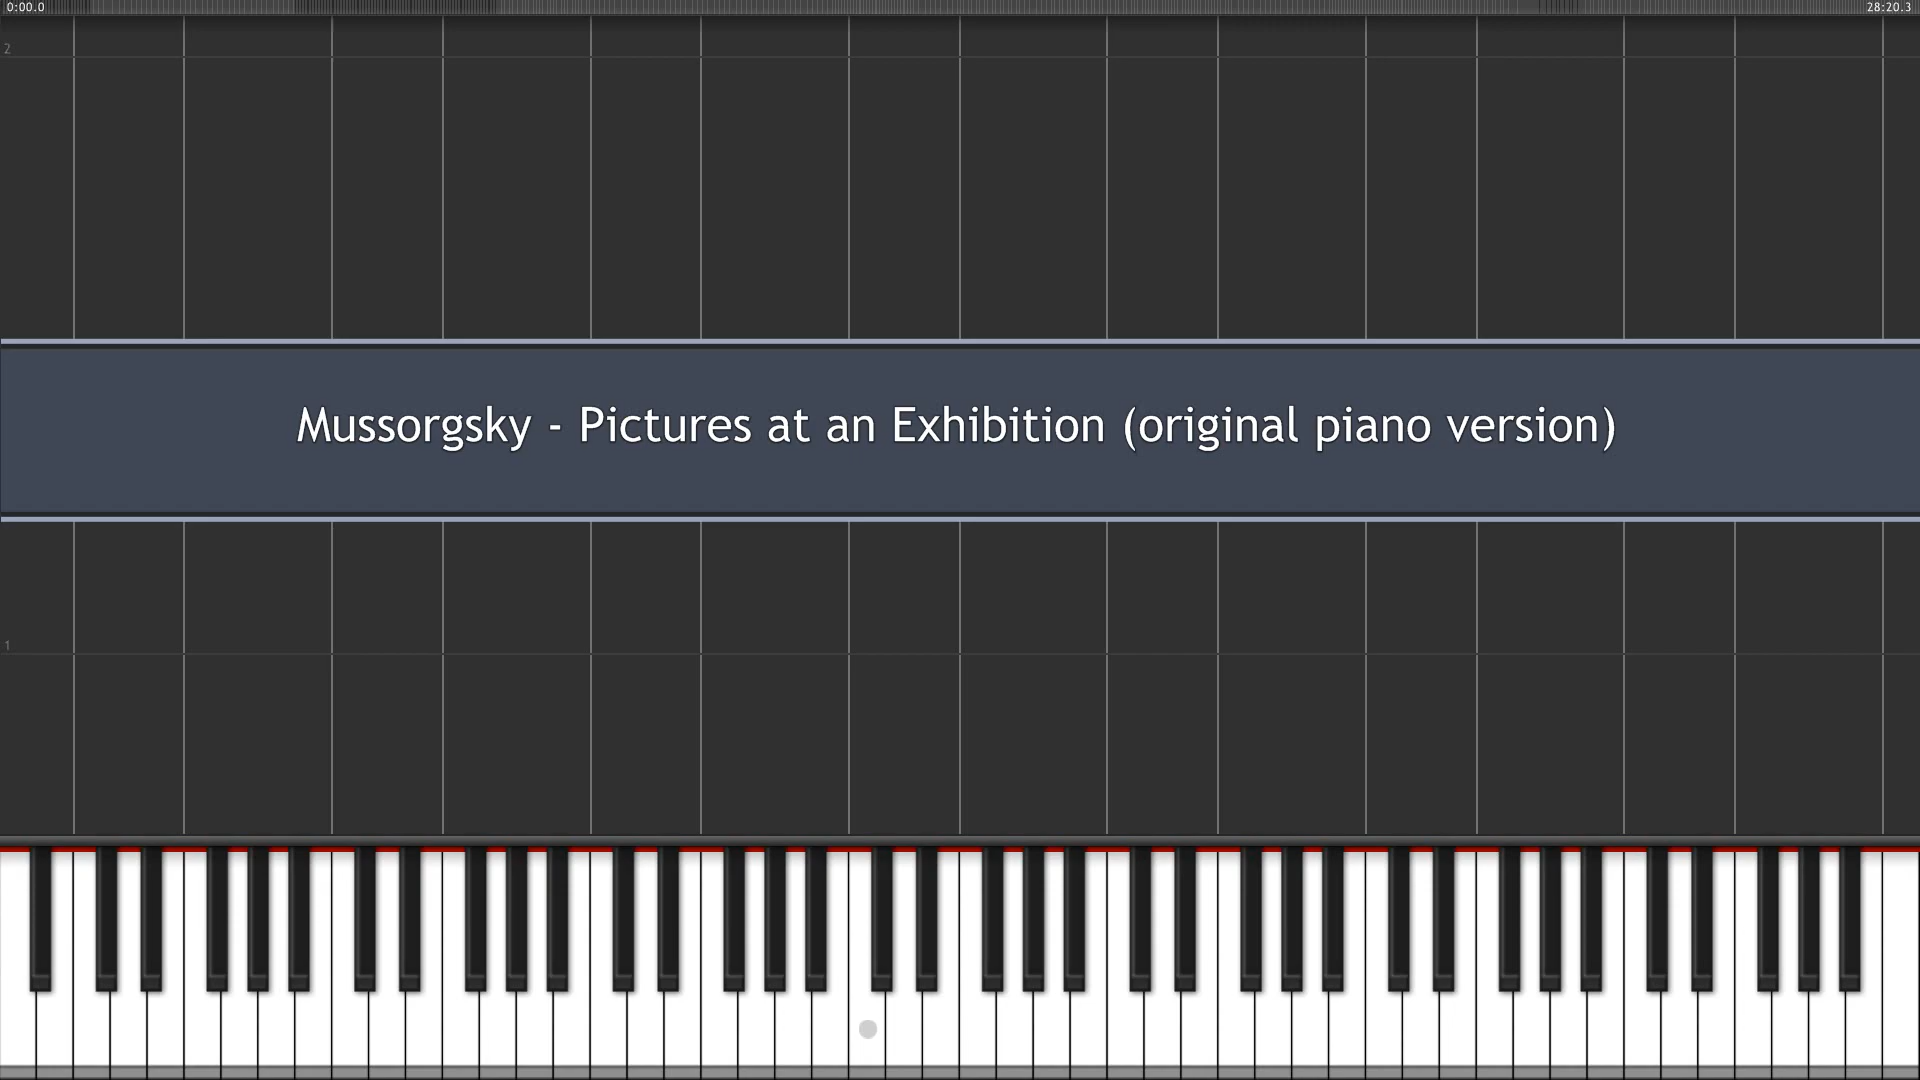 0:00.0 28:20.3
2
Mussorgsky - Pictures at an Exhibition (original piano version)
1